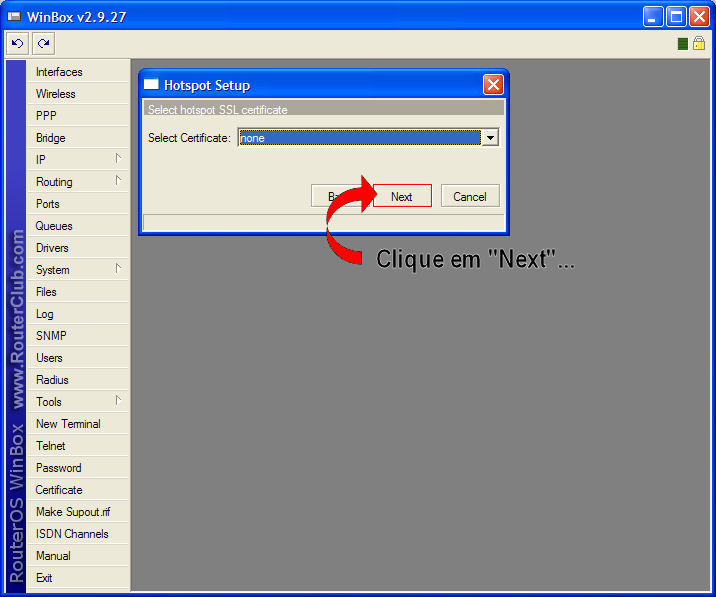 WinBox v2.9.27
Interfaces
Wireless
PPP
Bridge
IP
Routing
Ports
Queues
Drivers
System
Files
Log
SNMP
Users
Radius
Tools
New Terminal
Telnet
Password
Certificate
Make Supout.rif
ISDN Channels
Manual
Exit
RouterOS WinBox www.RouterClub.com
Hotspot Setup
Select hotspot SSL certificate
Select Certificate: none
Next Cancel
Clique em "Next"...